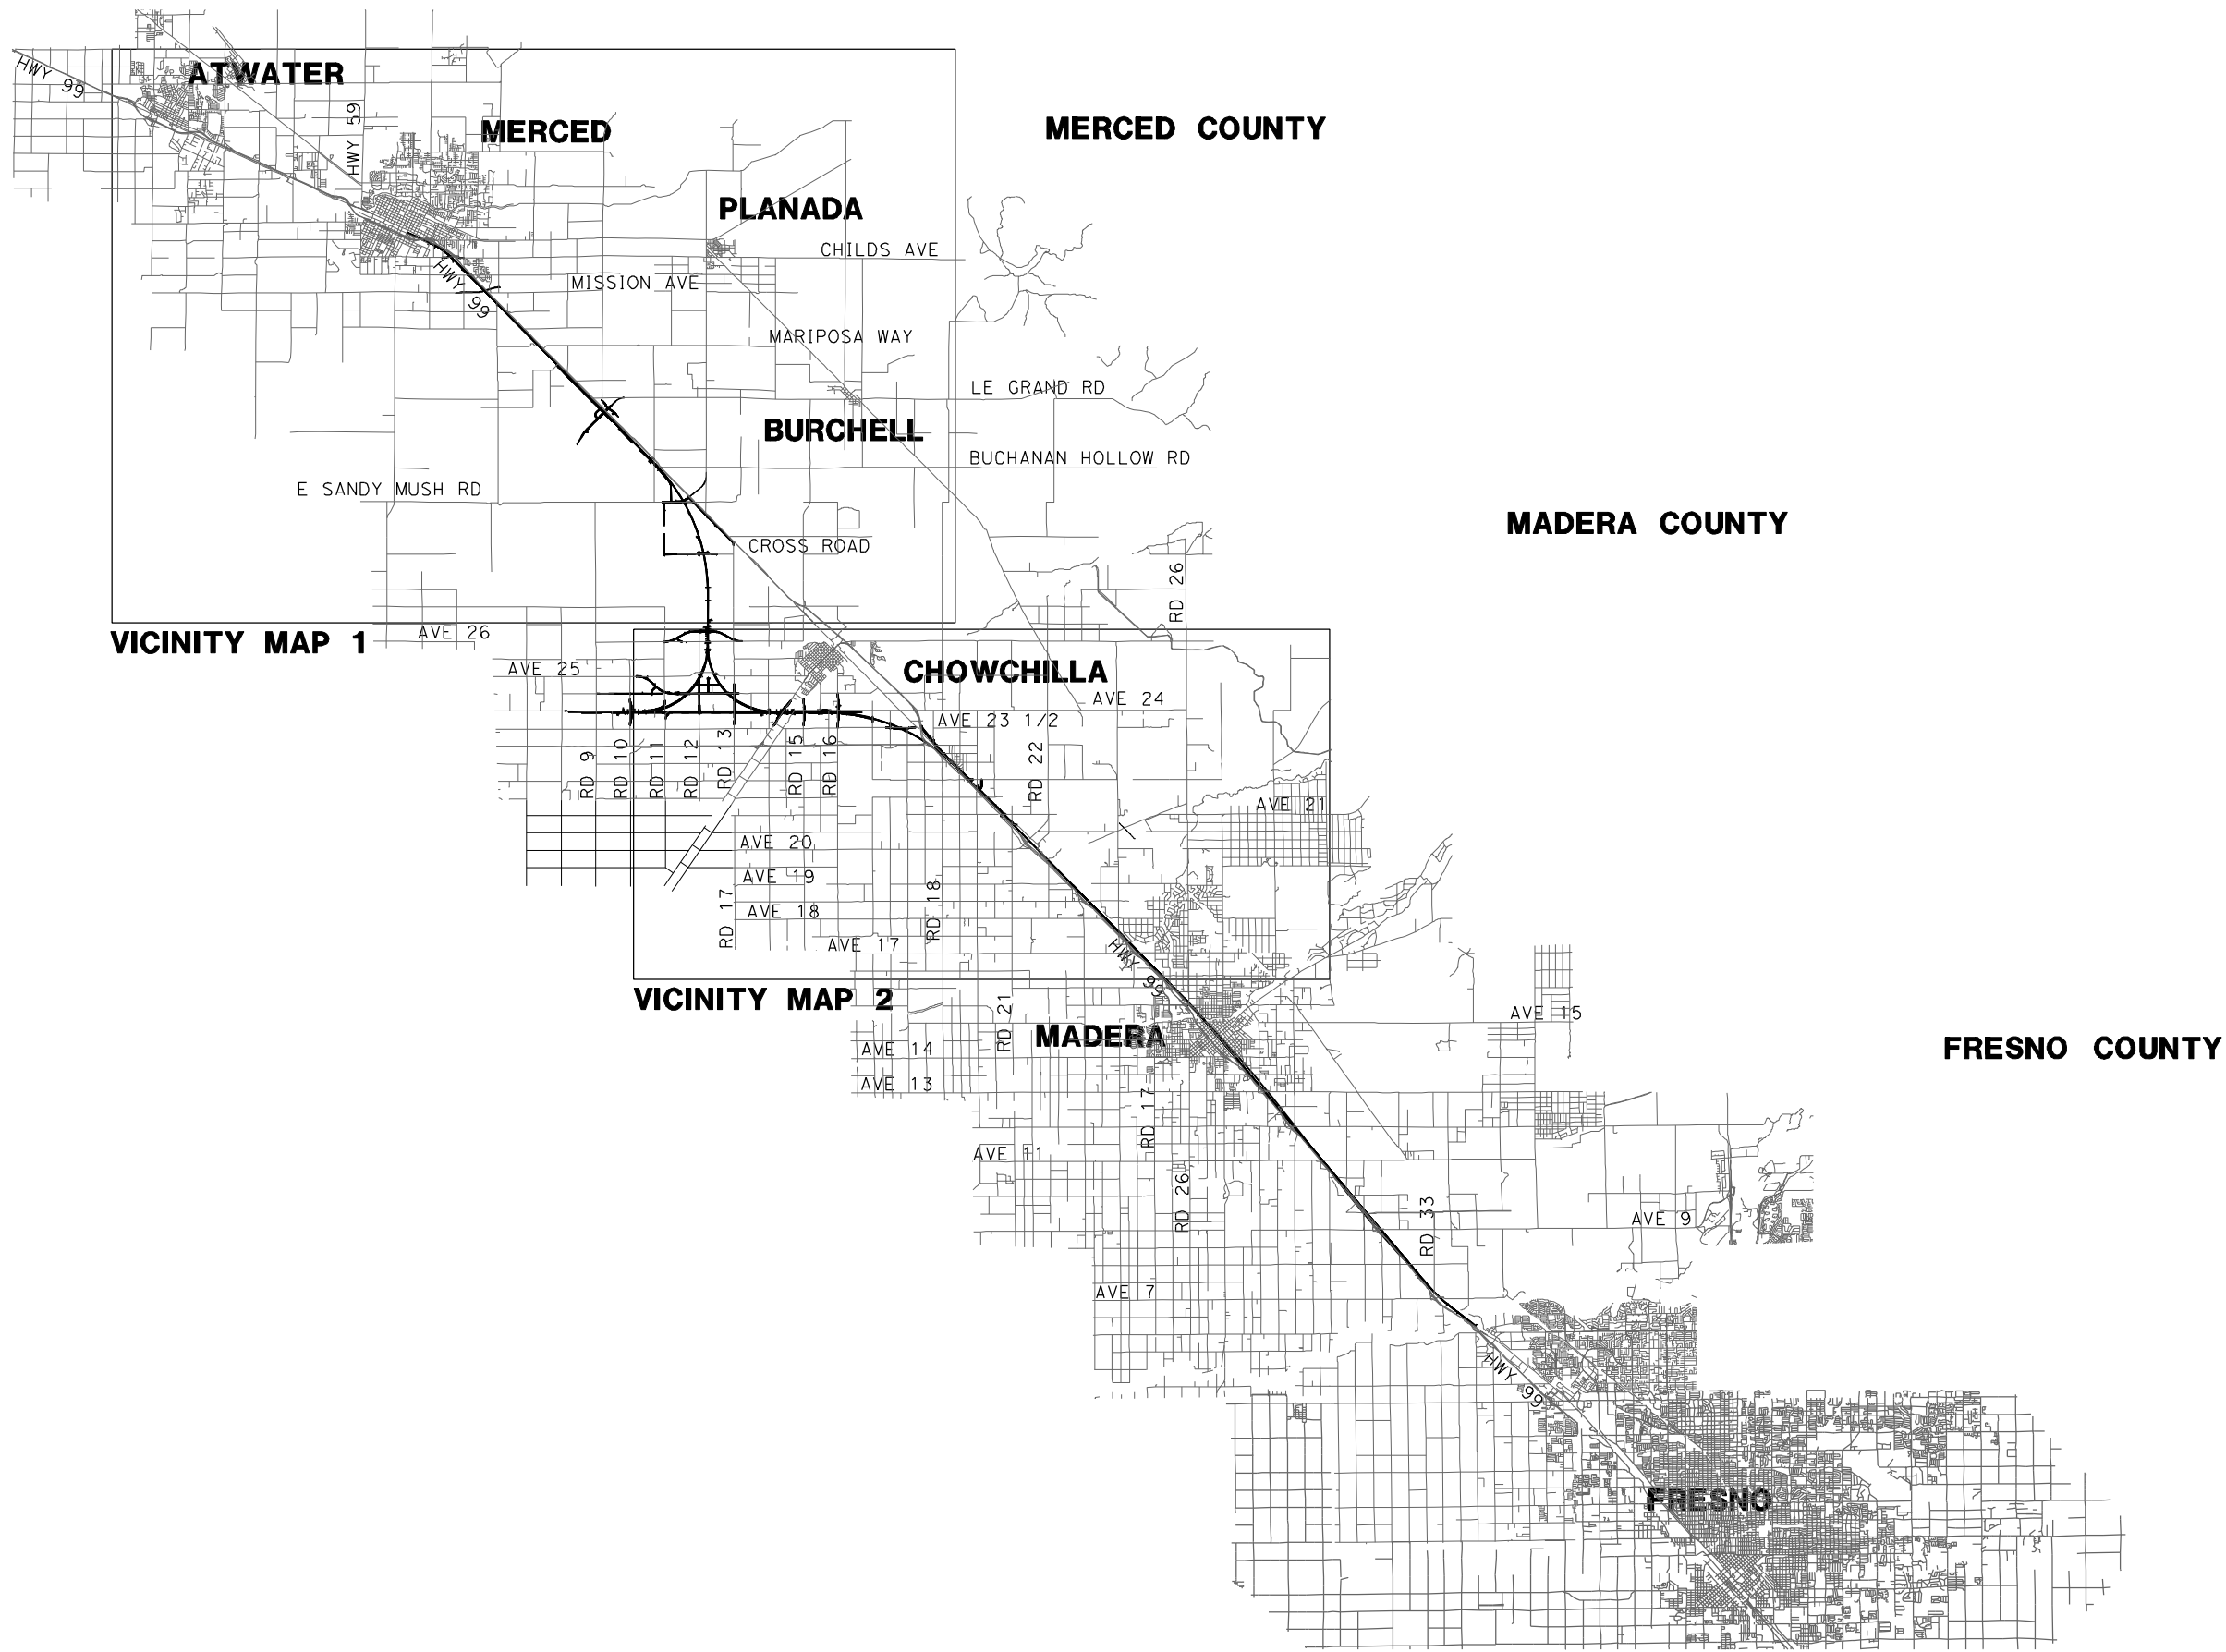 HWY 99
ATWATER
HWY 59
MERCED
MERCED COUNTY
PLANADA
CHILDS AVE
HWY 99
MISSION AVE
MARIPOSA WAY
LE GRAND RD
BURCHELL
BUCHANAN HOLLOW RD
E SANDY MUSH RD
MADERA COUNTY
CROSS ROAD
RD 26
AVE 26
VICINITY MAP 1
AVE 25
CHOWCHILLA
AVE 24
AVE 23 1/2
RD 9
RD 10
RD 11
RD 12
RD 13
RD 15
RD 16
RD 22
AVE 21
AVE 20
AVE 19
RD 17
AVE 18
RD 18
AVE 17
HWY 99
VICINITY MAP 2
RD 21
AVE 15
MADERA
AVE 14
FRESNO COUNTY
AVE 13
RD 17
AVE 11
RD 26
RD 33
AVE 9
AVE 7
HWY 99
FRESNO